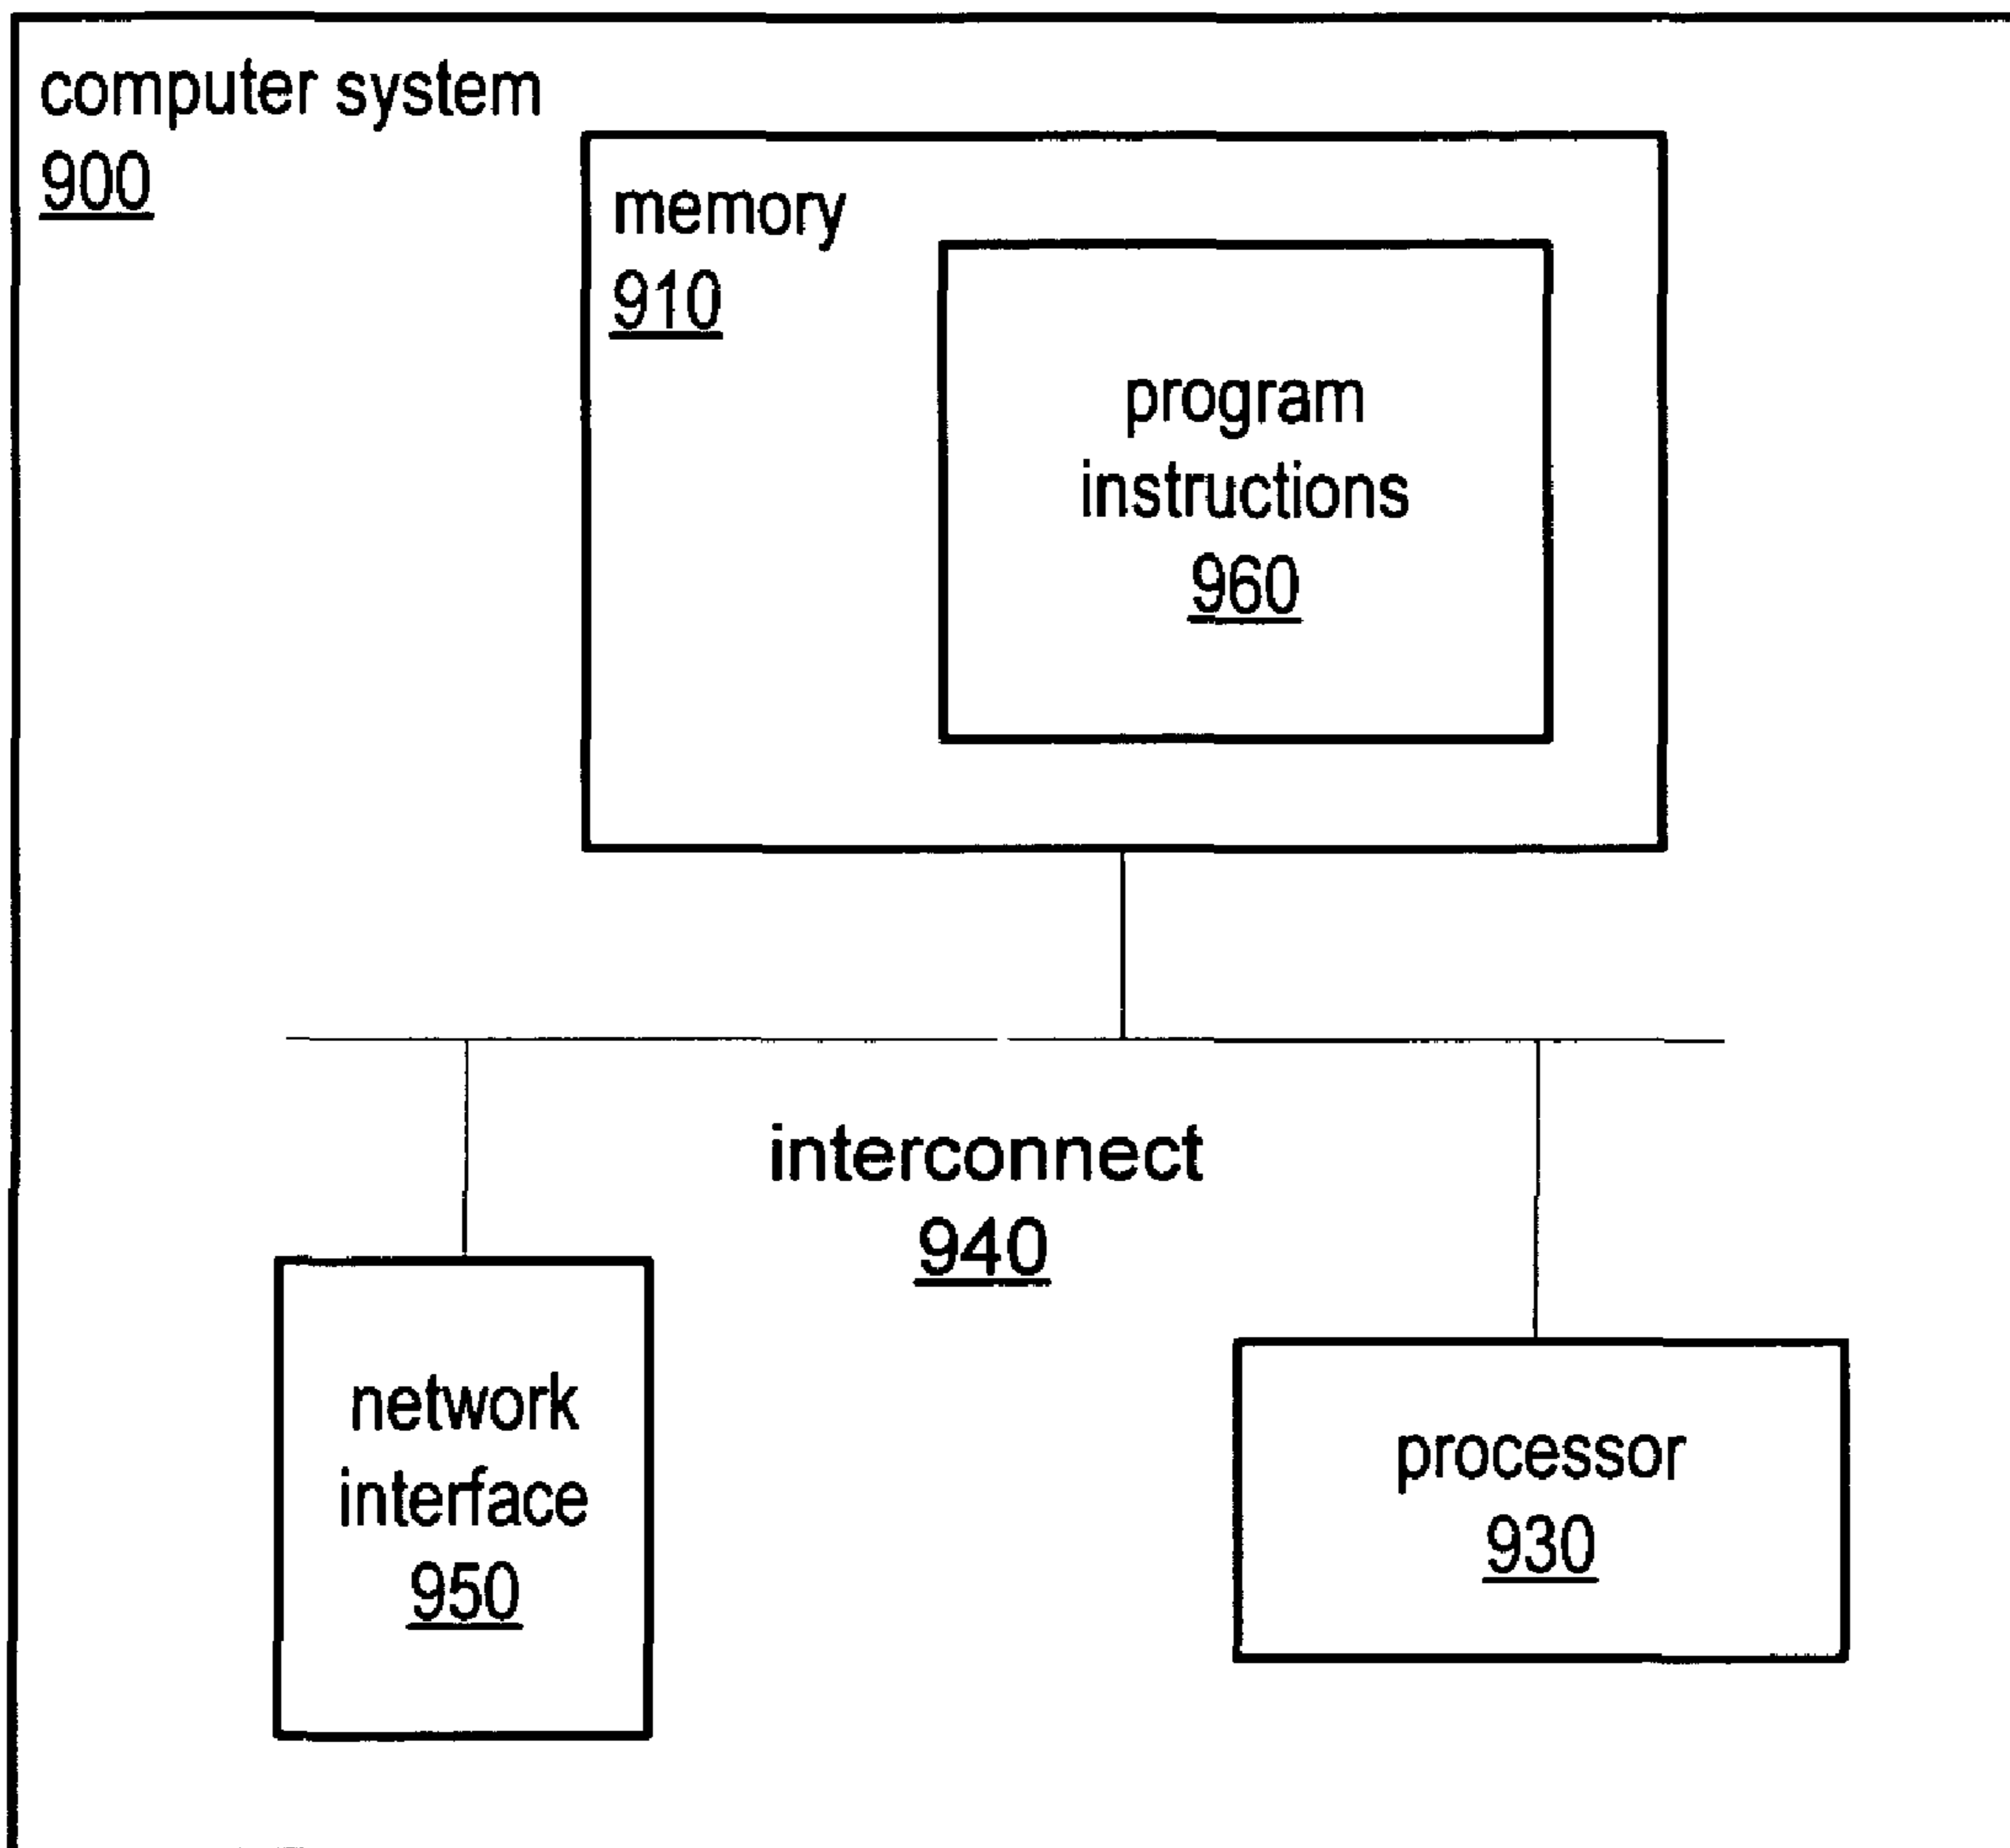 computer system
900
memory
910
program
instructions
960
interconnect
940
network
interface
950
processor
930